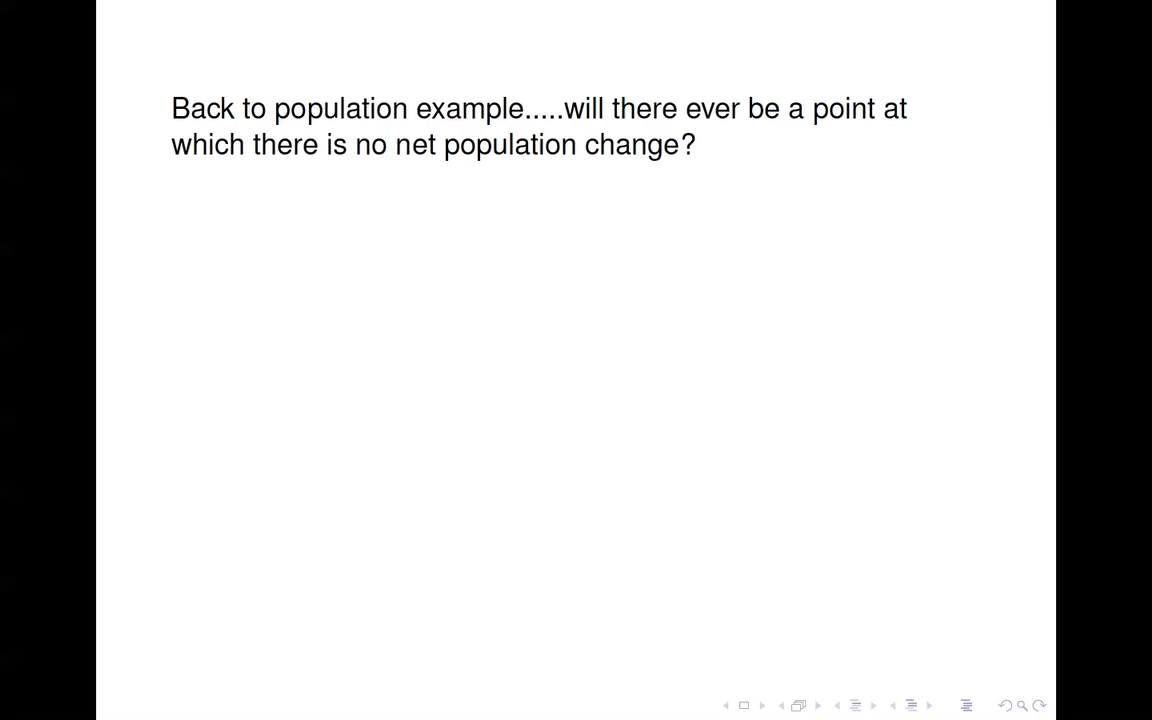 Back to population example.....will there ever be a point at
which there is no net population change?